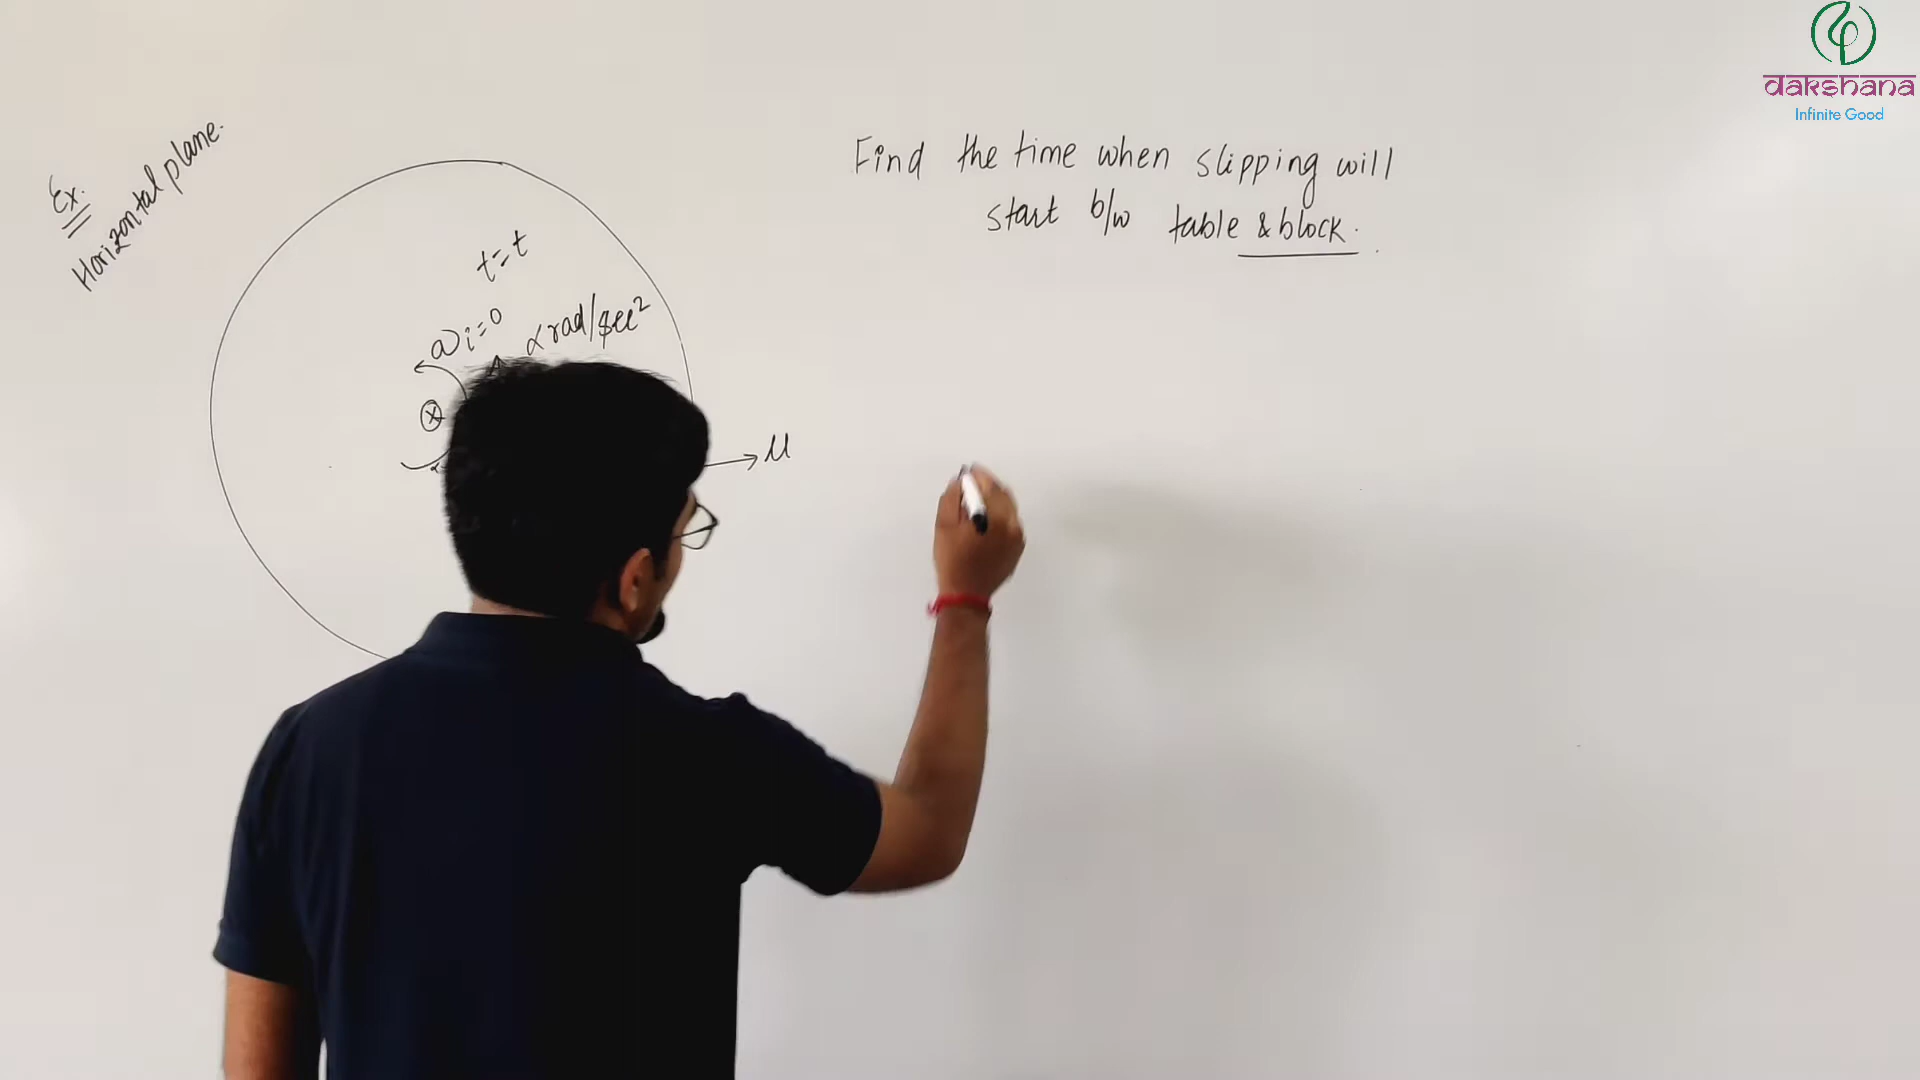 Ex.
Horizontal plane.
t = t
ωi = 0
α rad/sec²
μ
Find the time when slipping will
start b/w table & block.
dakshana
Infinite Good